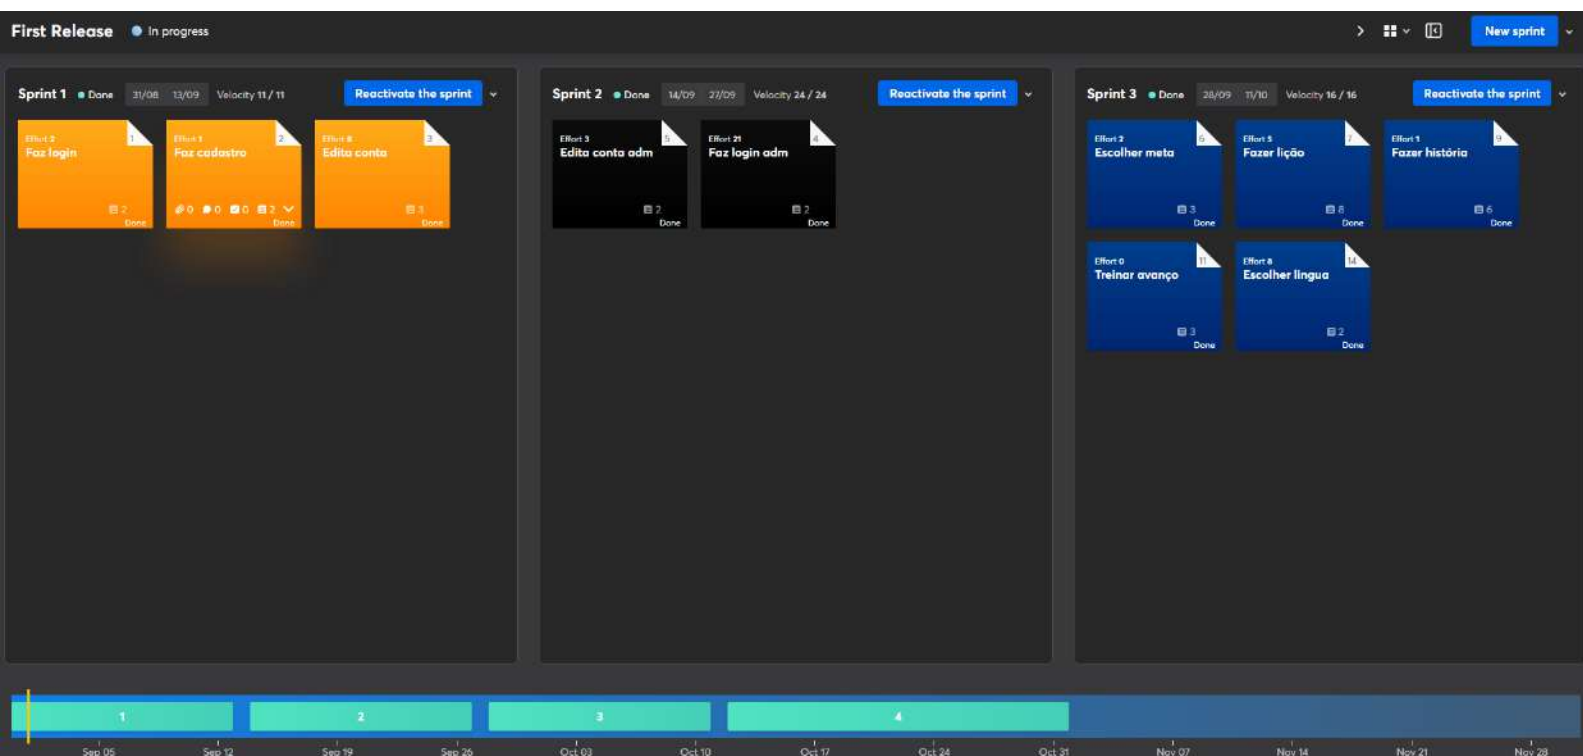 First Release In progress New sprint
Sprint 1 Done 31/08 13/09 Velocity 11 / 11 Reactivate the sprint
Effort 2 1
Faz login
2
Done
Effort 1 2
Faz cadastro
0 0 0 2
Done
Effort 8 3
Edita conta
3
Done
Sprint 2 Done 14/09 27/09 Velocity 24 / 24 Reactivate the sprint
Effort 3 5
Edita conta adm
2
Done
Effort 21 4
Faz login adm
2
Done
Sprint 3 Done 28/09 11/10 Velocity 16 / 16 Reactivate the sprint
Effort 2 6
Escolher meta
3
Done
Effort 5 7
Fazer lição
8
Done
Effort 1 9
Fazer história
6
Done
Effort 0 11
Treinar avanço
3
Done
Effort 8 14
Escolher lingua
2
Done
1 2 3 4
Sep 05 Sep 12 Sep 19 Sep 26 Oct 03 Oct 10 Oct 17 Oct 24 Oct 31 Nov 07 Nov 14 Nov 21 Nov 28